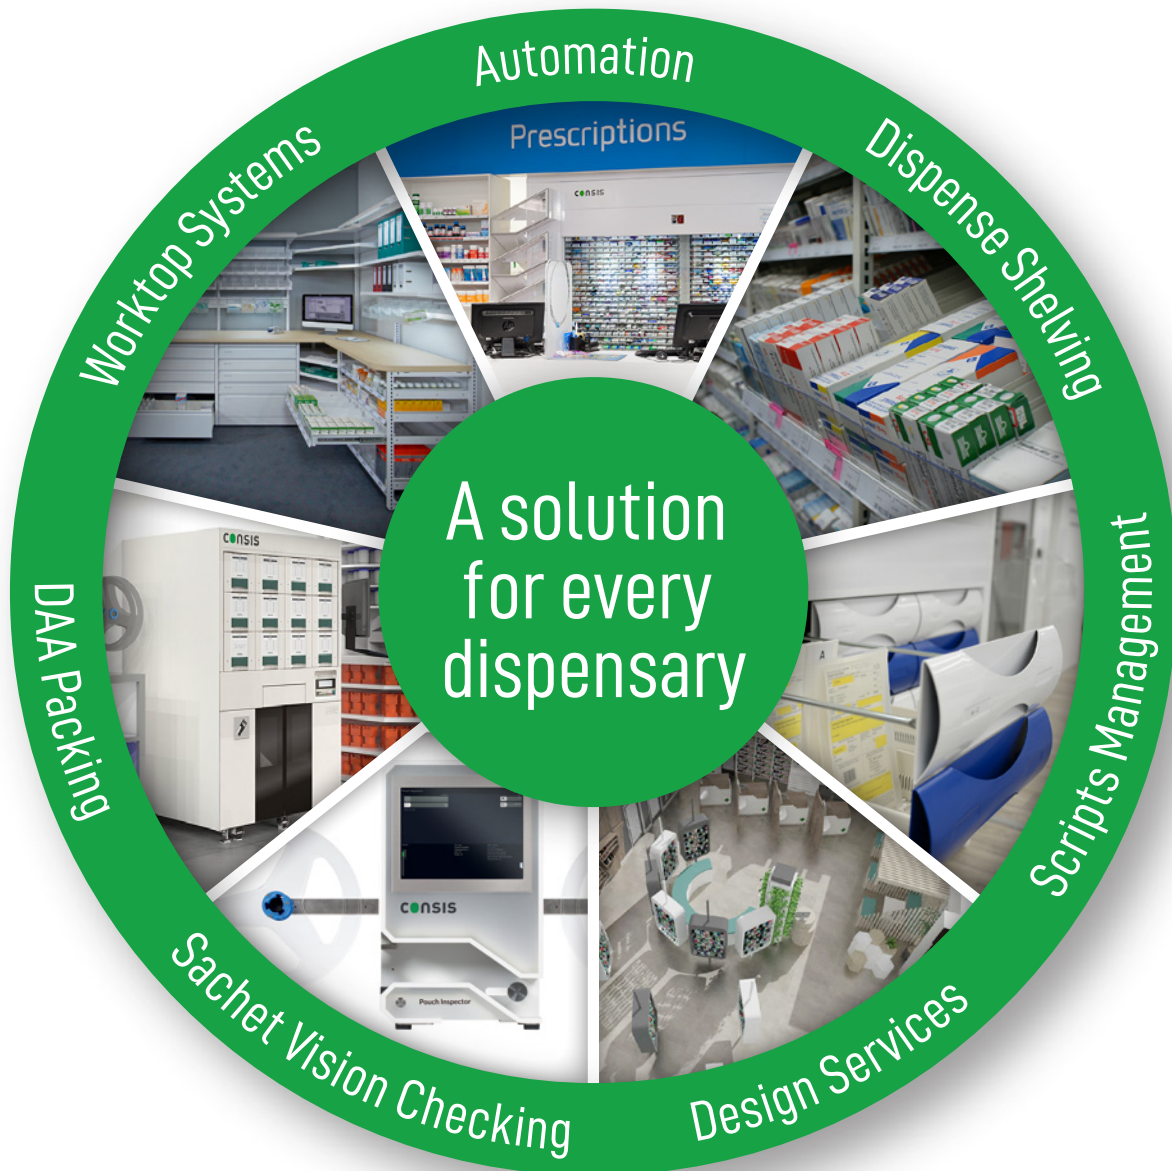 Automation
Dispense Shelving
Scripts Management
Design Services
Sachet Vision Checking
DAA Packing
Worktop Systems
Prescriptions
CONSIS
A
CONSIS
Pouch Inspector
CONSIS
A solution
for every
dispensary